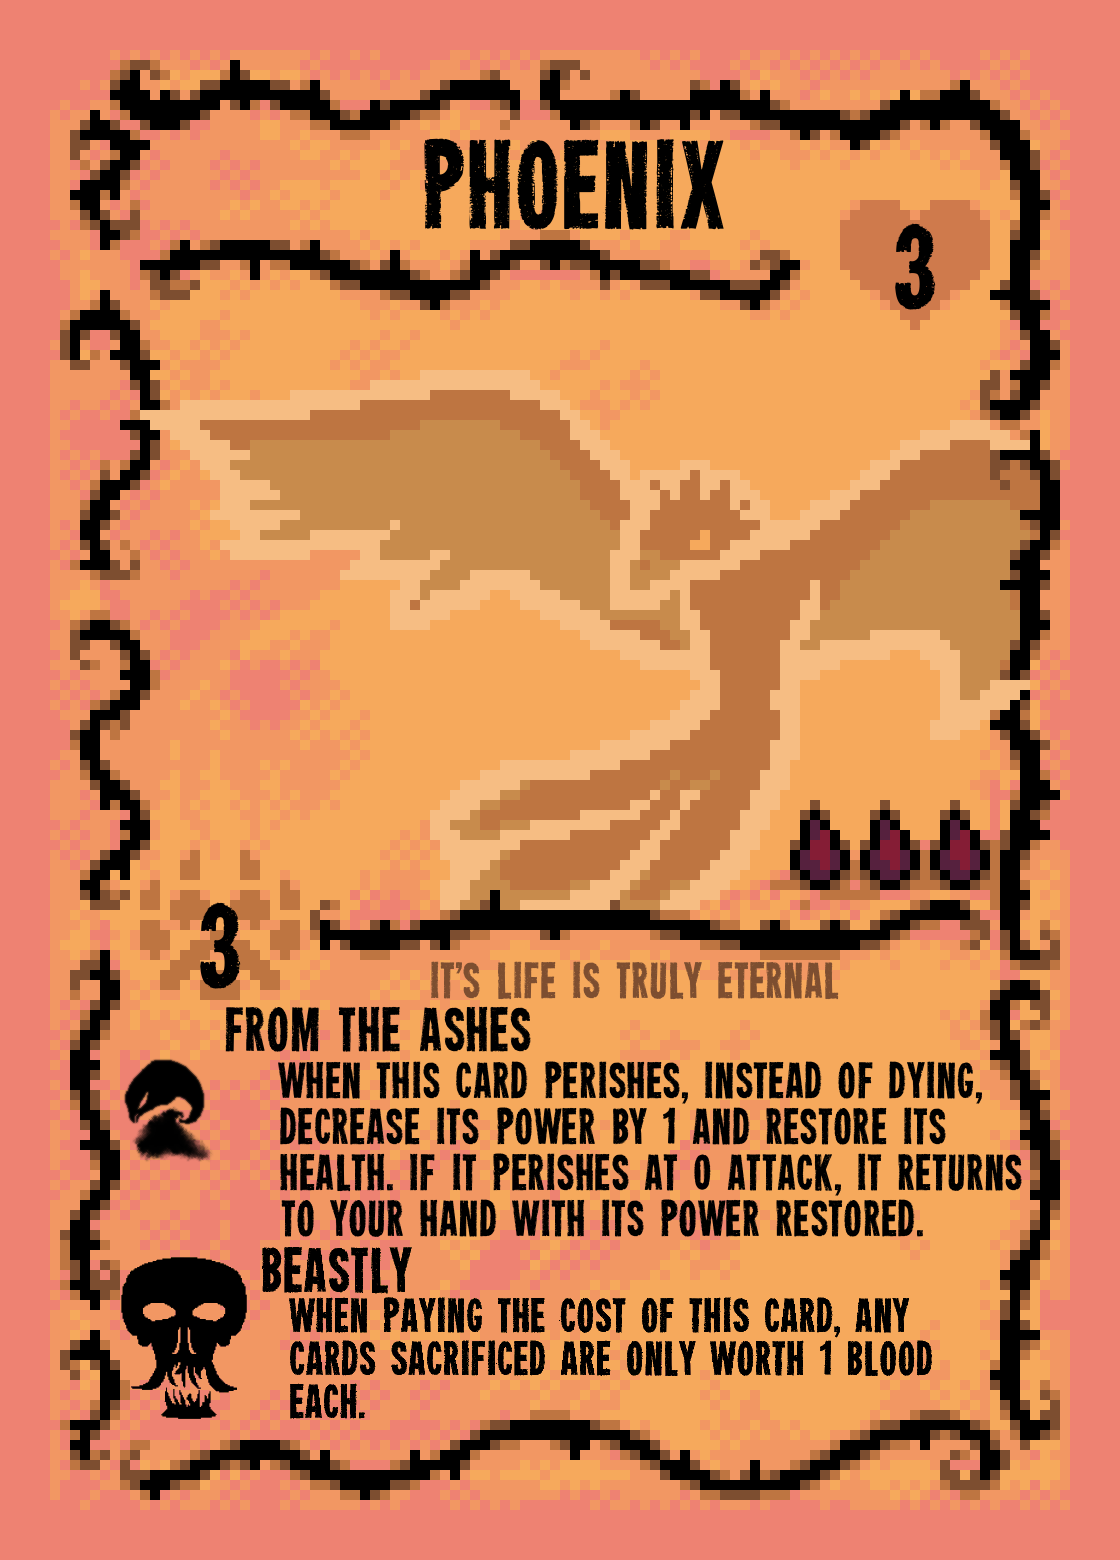 PHOENIX
3
3
IT'S LIFE IS TRULY ETERNAL
FROM THE ASHES
WHEN THIS CARD PERISHES, INSTEAD OF DYING,
DECREASE ITS POWER BY 1 AND RESTORE ITS
HEALTH. IF IT PERISHES AT 0 ATTACK, IT RETURNS
TO YOUR HAND WITH ITS POWER RESTORED.
BEASTLY
WHEN PAYING THE COST OF THIS CARD, ANY
CARDS SACRIFICED ARE ONLY WORTH 1 BLOOD
EACH.